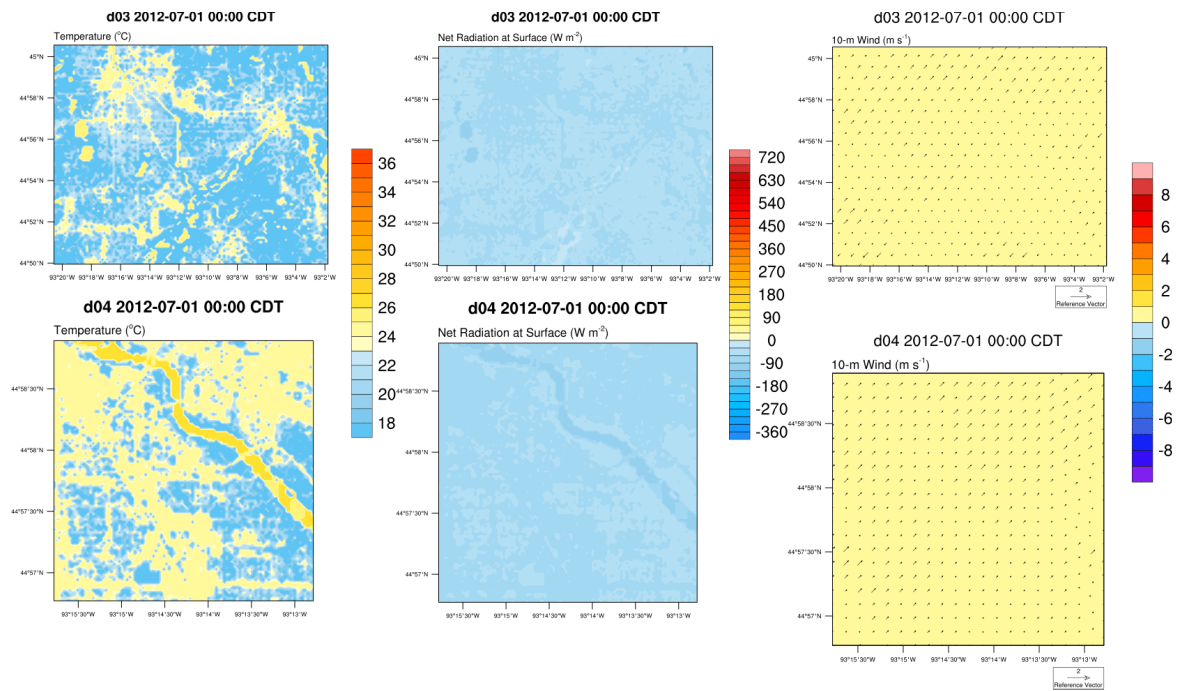 d03 2012-07-01 00:00 CDT
Temperature (°C)
45°N
44°58'N
44°56'N
44°54'N
44°52'N
44°50'N
93°20'W 93°18'W 93°16'W 93°14'W 93°12'W 93°10'W 93°8'W 93°6'W 93°4'W 93°2'W
d03 2012-07-01 00:00 CDT
Net Radiation at Surface (W m-2)
45°N
44°58'N
44°56'N
44°54'N
44°52'N
44°50'N
93°20'W 93°18'W 93°16'W 93°14'W 93°12'W 93°10'W 93°8'W 93°6'W 93°4'W 93°2'W
d03 2012-07-01 00:00 CDT
10-m Wind (m s-1)
45°N
44°58'N
44°56'N
44°54'N
44°52'N
44°50'N
93°20'W 93°18'W 93°16'W 93°14'W 93°12'W 93°10'W 93°8'W 93°6'W 93°4'W 93°2'W
2
Reference Vector
36
34
32
30
28
26
24
22
20
18
720
630
540
450
360
270
180
90
0
-90
-180
-270
-360
8
6
4
2
0
-2
-4
-6
-8
d04 2012-07-01 00:00 CDT
Temperature (°C)
44°58'30"N
44°58'N
44°57'30"N
44°57'N
93°15'30"W 93°15'W 93°14'30"W 93°14'W 93°13'30"W 93°13'W
d04 2012-07-01 00:00 CDT
Net Radiation at Surface (W m-2)
44°58'30"N
44°58'N
44°57'30"N
44°57'N
93°15'30"W 93°15'W 93°14'30"W 93°14'W 93°13'30"W 93°13'W
d04 2012-07-01 00:00 CDT
10-m Wind (m s-1)
44°58'30"N
44°58'N
44°57'30"N
44°57'N
93°15'30"W 93°15'W 93°14'30"W 93°14'W 93°13'30"W 93°13'W
2
Reference Vector